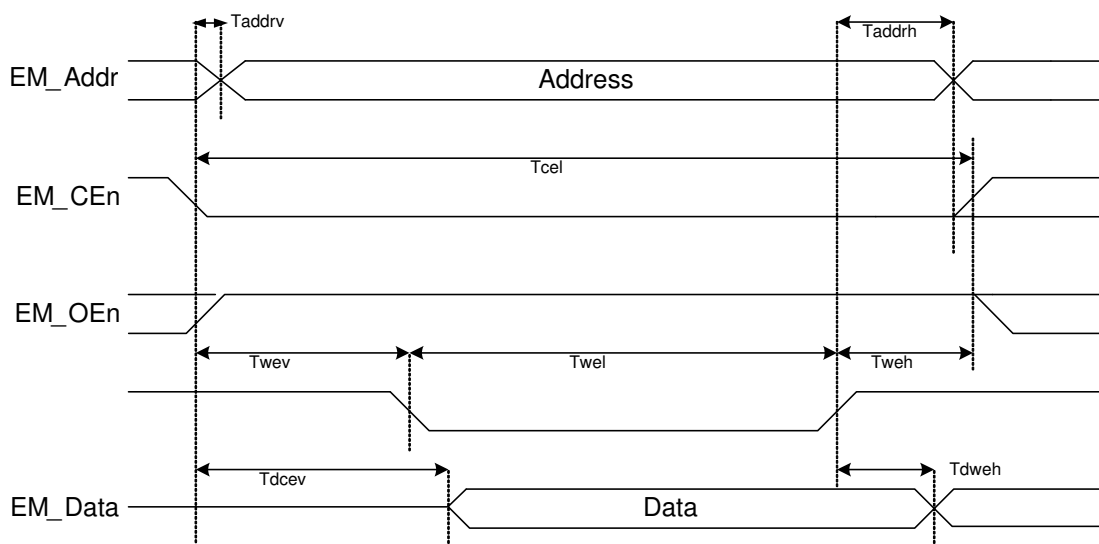 Taddrv
Taddrh
EM_Addr
Address
Tcel
EM_CEn
EM_OEn
Twev
Twel
Tweh
Tdcev
Tdweh
EM_Data
Data